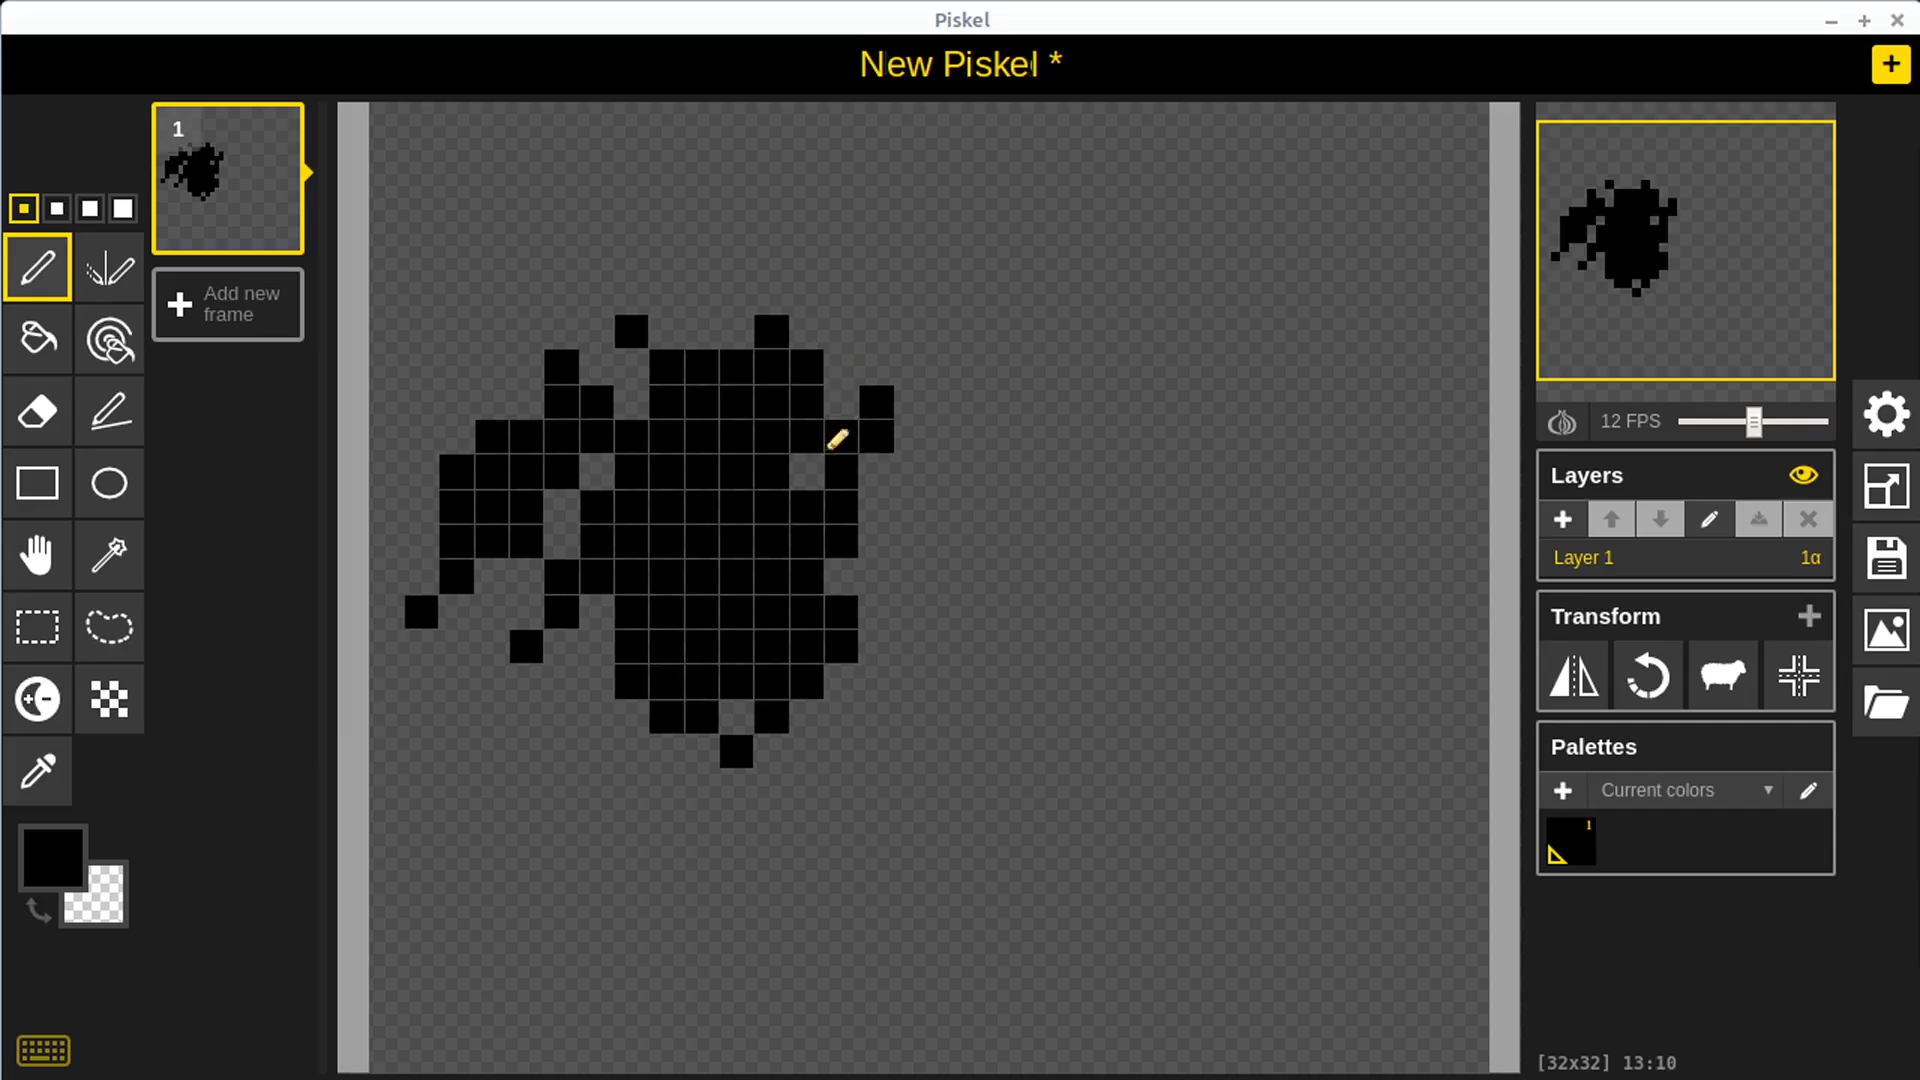 Piskel
New Piskel *
1
Add new
frame
12 FPS
Layers
Layer 1
1α
Transform
Palettes
Current colors
1
[32x32] 13:10